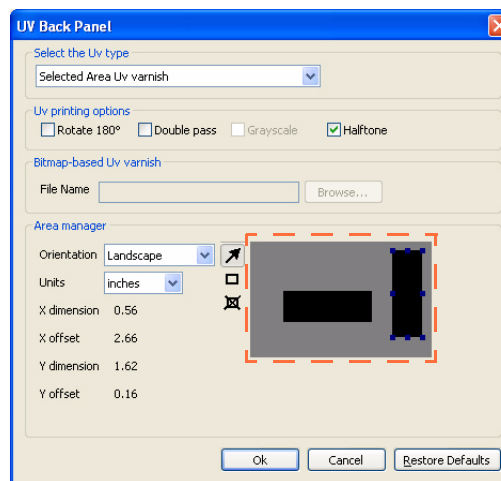 UV Back Panel
Select the Uv type
Selected Area Uv varnish
Uv printing options
Rotate 180° Double pass Grayscale Halftone
Bitmap-based Uv varnish
File Name Browse...
Area manager
Orientation Landscape
Units inches
X dimension 0.56
X offset 2.66
Y dimension 1.62
Y offset 0.16
Ok Cancel Restore Defaults